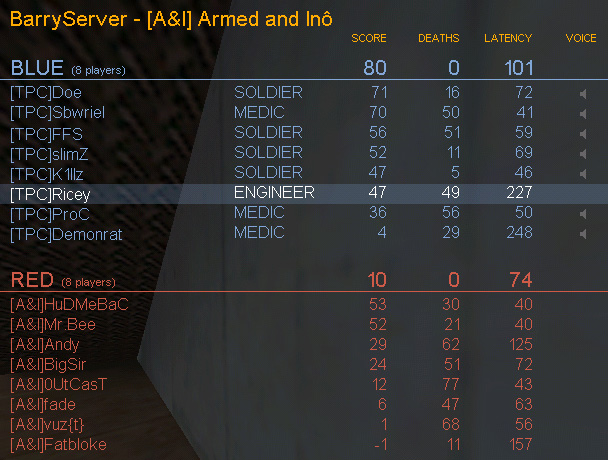 BarryServer - [A&I] Armed and Inô
SCORE DEATHS LATENCY VOICE
BLUE (8 players) 80 0 101
[TPC]Doe SOLDIER 71 16 72
[TPC]Sbwriel MEDIC 70 50 41
[TPC]FFS SOLDIER 56 51 59
[TPC]slimZ SOLDIER 52 11 69
[TPC]K1llz SOLDIER 47 5 46
[TPC]Ricey ENGINEER 47 49 227
[TPC]ProC MEDIC 36 56 50
[TPC]Demonrat MEDIC 4 29 248
RED (8 players) 10 0 74
[A&I]HuDMeBaC 53 30 40
[A&I]Mr.Bee 52 21 40
[A&I]Andy 29 62 125
[A&I]BigSir 24 51 72
[A&I]0UtCasT 12 77 43
[A&I]fade 6 47 63
[A&I]vuz{t} 1 68 56
[A&I]Fatbloke -1 11 157